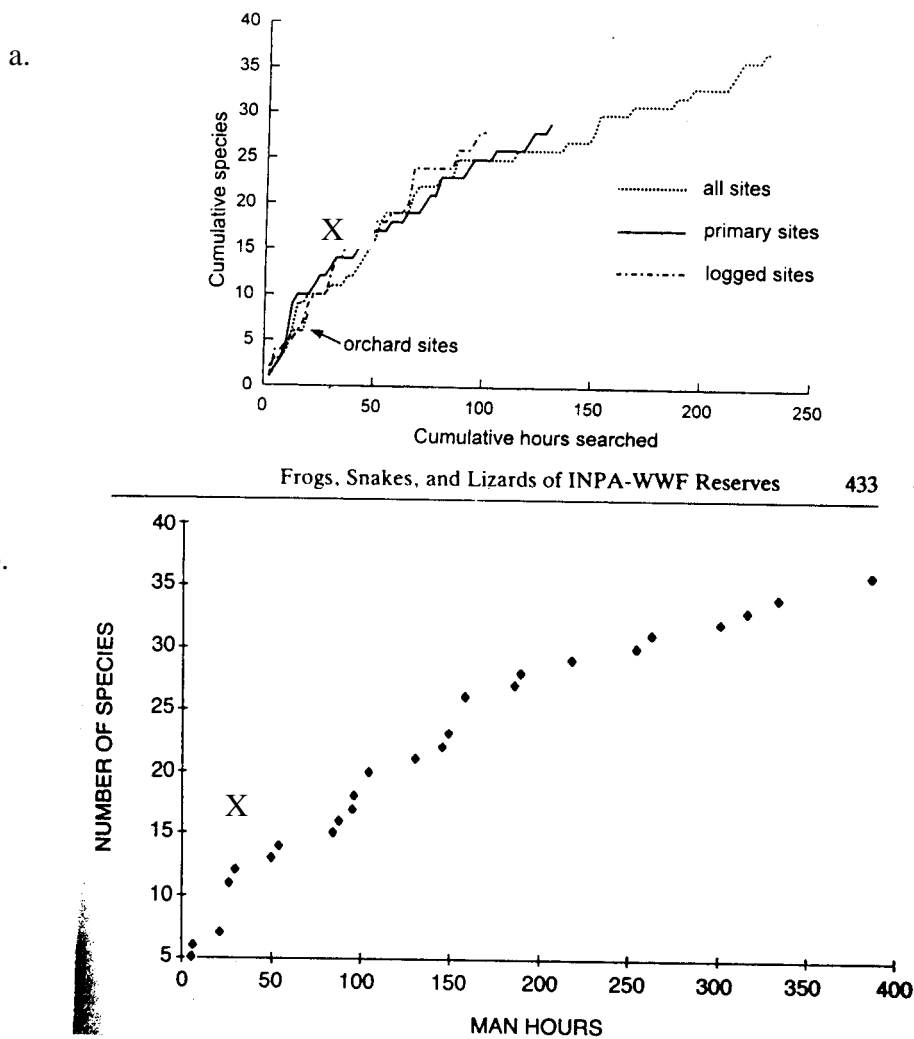 a.
40
35
30
25
20
15
10
5
0
Cumulative species
X
all sites
primary sites
logged sites
orchard sites
0 50 100 150 200 250
Cumulative hours searched
Frogs, Snakes, and Lizards of INPA-WWF Reserves 433
.
40
35
30
25
20
15
10
5
NUMBER OF SPECIES
X
0 50 100 150 200 250 300 350 400
MAN HOURS